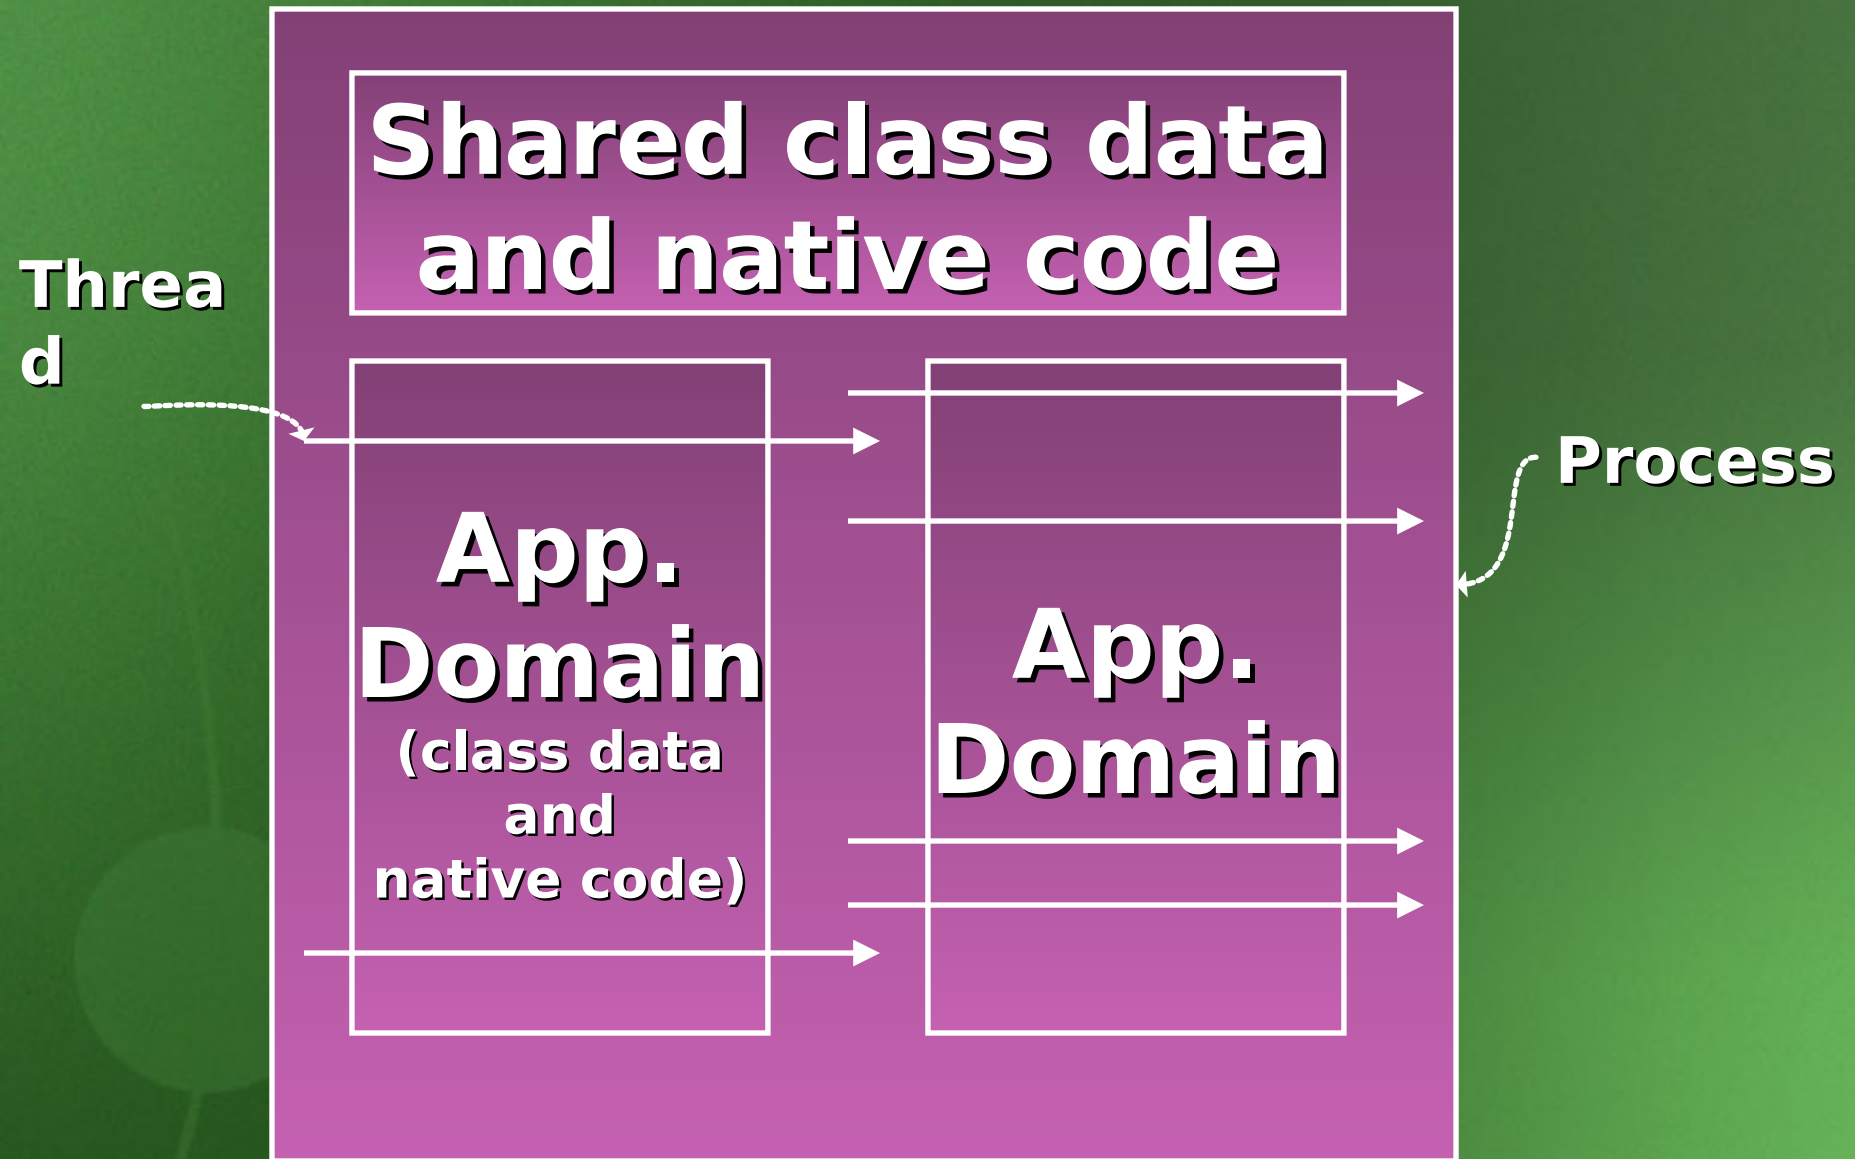 Shared class data
and native code
Threa
d
Process
App.
Domain
(class data
and
native code)
App.
Domain